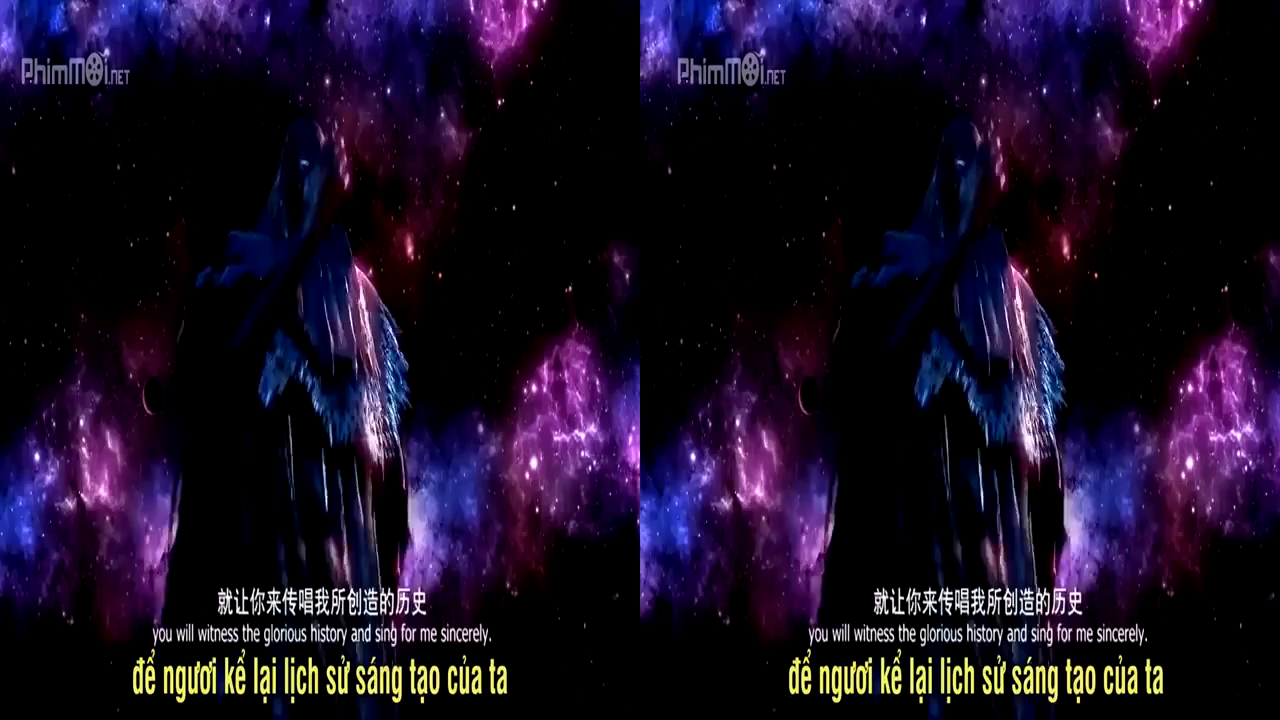 PhimMới.NET
PhimMới.NET
就让你来传唱我所创造的历史
you will witness the glorious history and sing for me sincerely.
để ngươi kể lại lịch sử sáng tạo của ta
就让你来传唱我所创造的历史
you will witness the glorious history and sing for me sincerely.
để ngươi kể lại lịch sử sáng tạo của ta